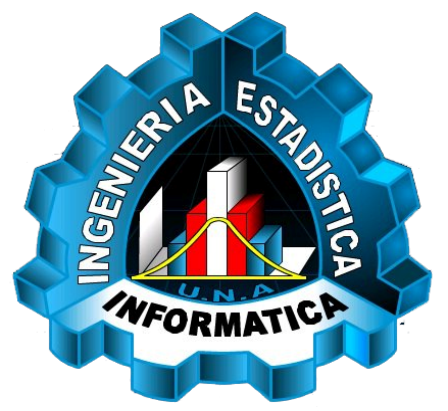 INGENIERIA
ESTADISTICA
U.N.A
INFORMATICA